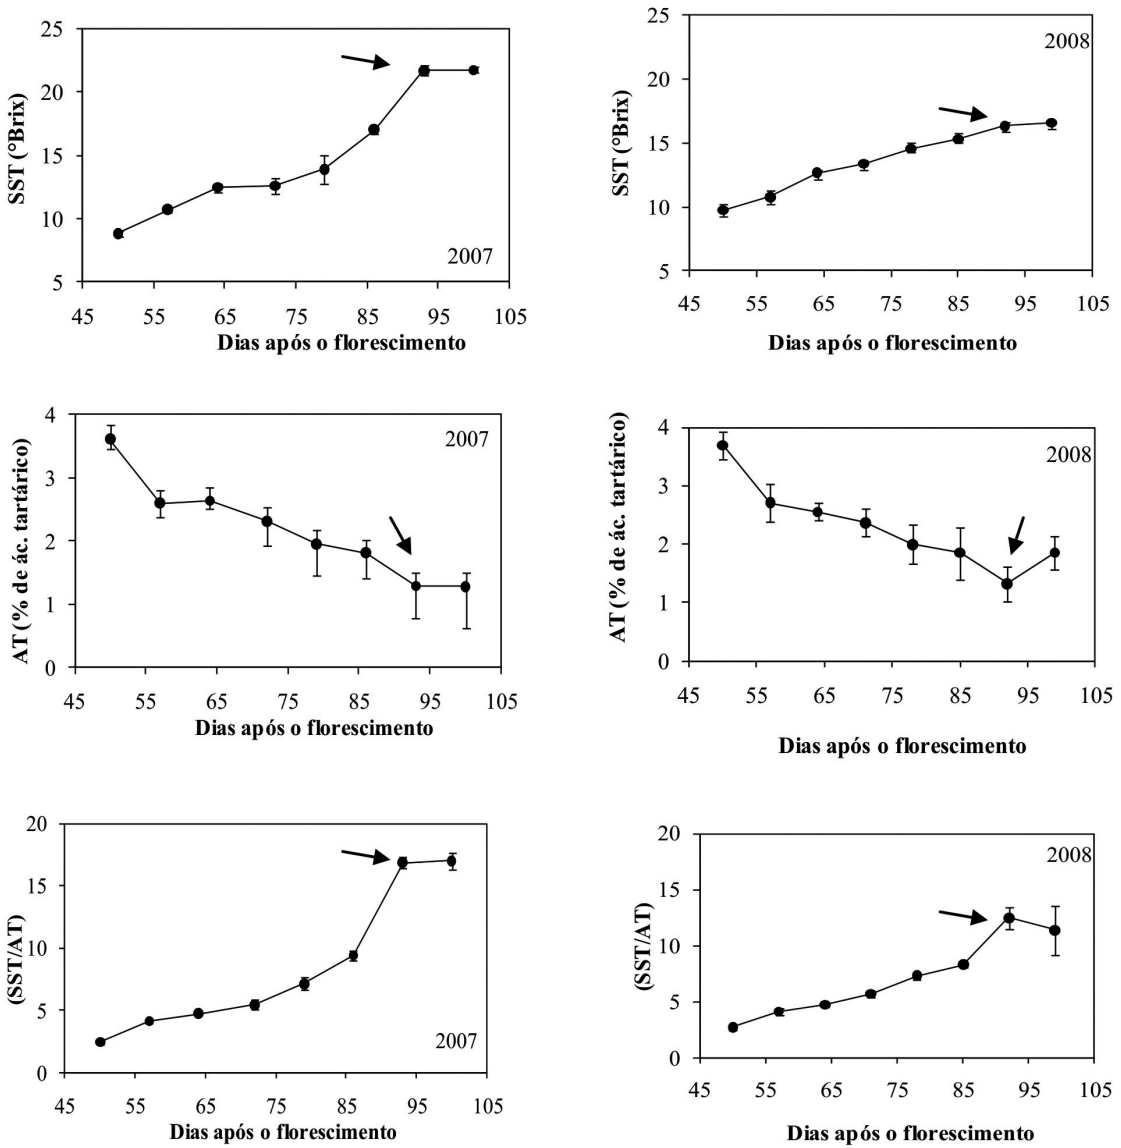 SST (°Brix)
25
20
15
10
5
2007
45 55 65 75 85 95 105
Dias após o florescimento
SST (°Brix)
25
20
15
10
5
2008
45 55 65 75 85 95 105
Dias após o florescimento
AT (% de ác. tartárico)
4
3
2
1
0
2007
45 55 65 75 85 95 105
Dias após o florescimento
AT (% de ác. tartárico)
4
3
2
1
0
2008
45 55 65 75 85 95 105
Dias após o florescimento
(SST/AT)
20
15
10
5
0
2007
45 55 65 75 85 95 105
Dias após o florescimento
(SST/AT)
20
15
10
5
0
2008
45 55 65 75 85 95 105
Dias após o florescimento